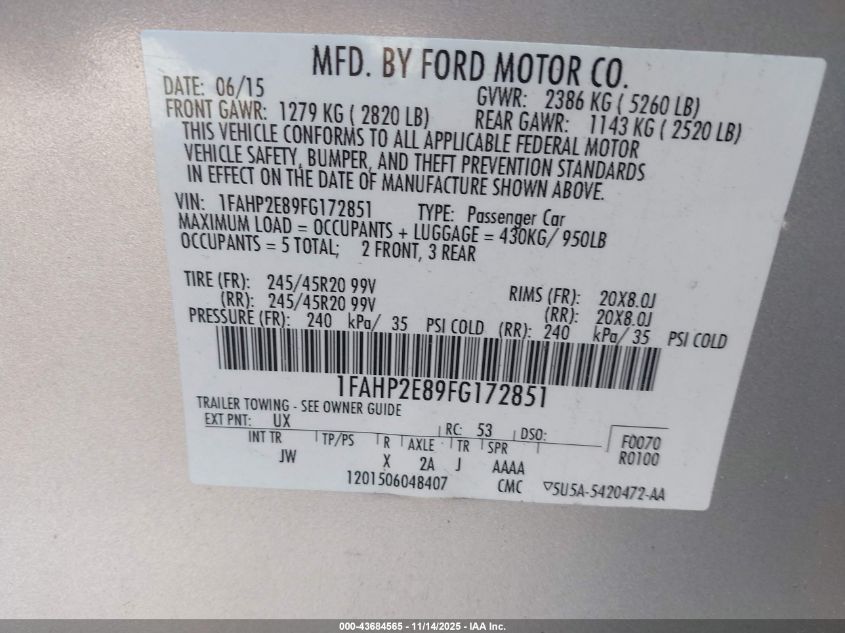 MFD. BY FORD MOTOR CO.
DATE: 06/15 GVWR: 2386 KG ( 5260 LB)
FRONT GAWR: 1279 KG ( 2820 LB) REAR GAWR: 1143 KG ( 2520 LB)
THIS VEHICLE CONFORMS TO ALL APPLICABLE FEDERAL MOTOR
VEHICLE SAFETY, BUMPER, AND THEFT PREVENTION STANDARDS
IN EFFECT ON THE DATE OF MANUFACTURE SHOWN ABOVE.
VIN: 1FAHP2E89FG172851 TYPE: Passenger Car
MAXIMUM LOAD = OCCUPANTS + LUGGAGE = 430KG/ 950LB
OCCUPANTS = 5 TOTAL; 2 FRONT, 3 REAR
TIRE (FR): 245/45R20 99V RIMS (FR): 20X8.0J
(RR): 245/45R20 99V (RR): 20X8.0J
PRESSURE (FR): 240 kPa/ 35 PSI COLD (RR): 240 kPa/ 35 PSI COLD
1FAHP2E89FG172851
TRAILER TOWING - SEE OWNER GUIDE
EXT PNT: UX RC: 53 DSO: F0070
INT TR TP/PS R AXLE TR SPR R0100
JW X 2A J AAAA
1201506048407 CMC ▽5U5A-5420472-AA
000-43684565 - 11/14/2025 - IAA Inc.